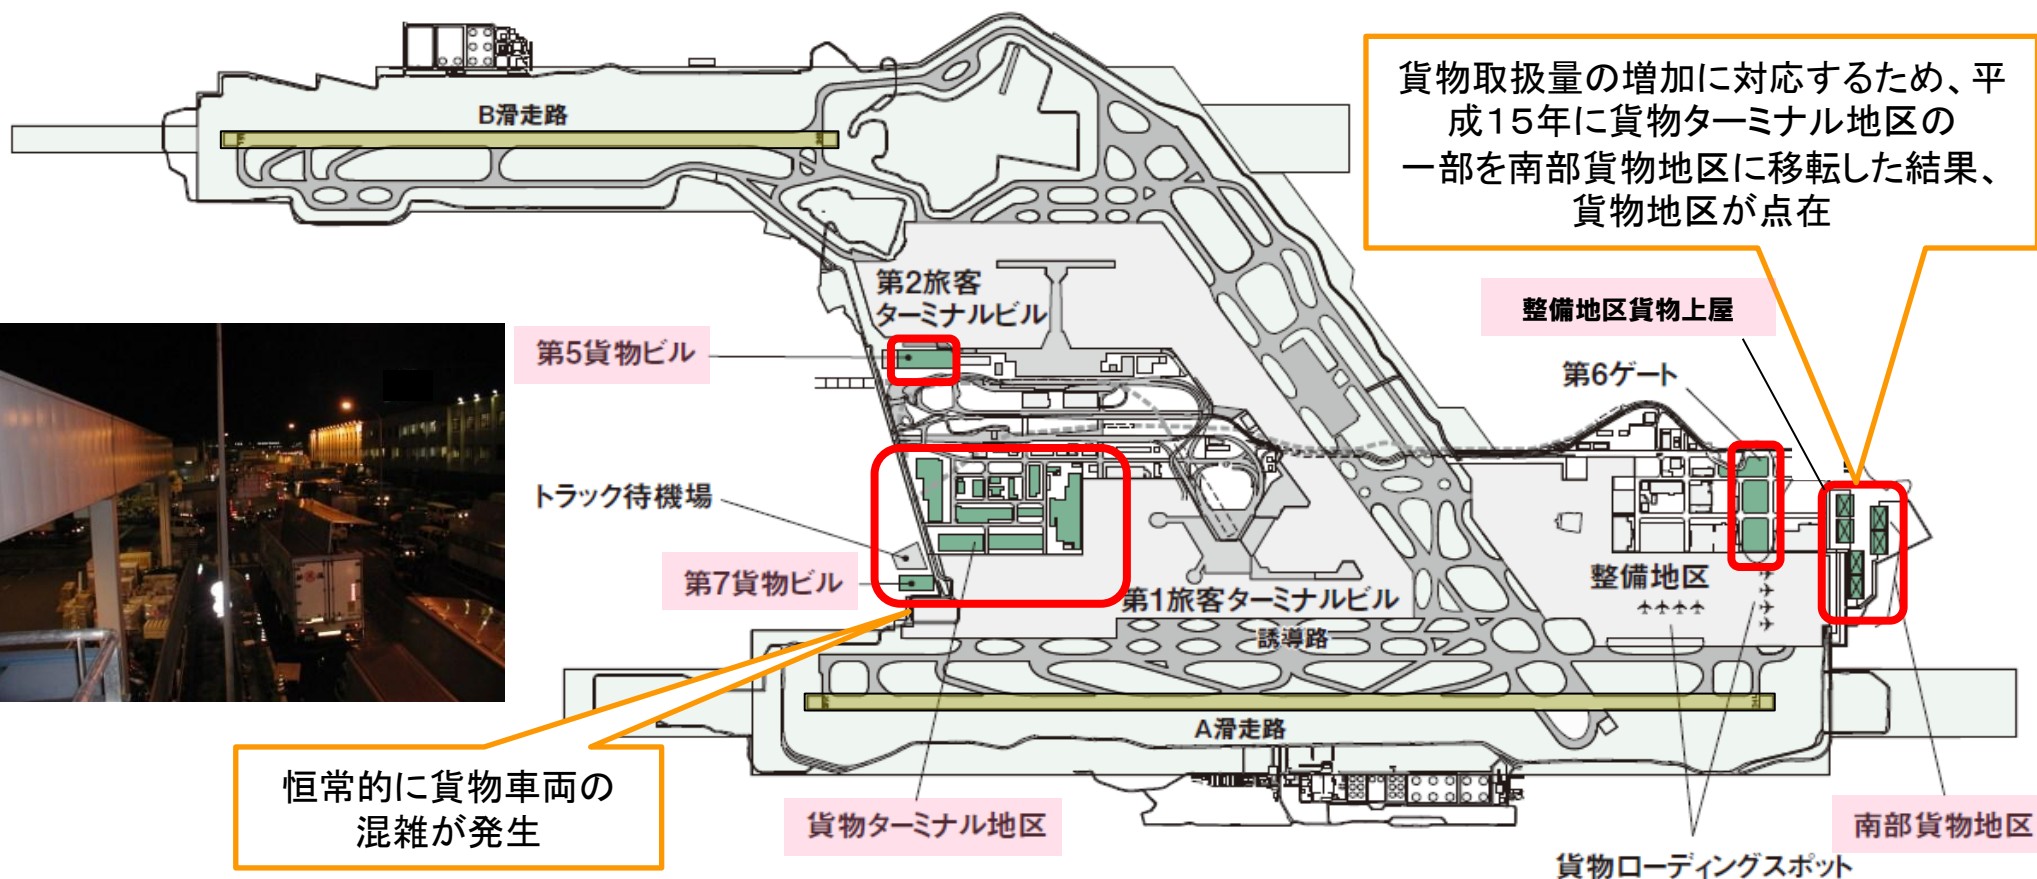 B滑走路
貨物取扱量の増加に対応するため、平
成15年に貨物ターミナル地区の
一部を南部貨物地区に移転した結果、
貨物地区が点在
第2旅客
ターミナルビル
整備地区貨物上屋
第5貨物ビル
第6ゲート
トラック待機場
第7貨物ビル
整備地区
第1旅客ターミナルビル
誘導路
A滑走路
恒常的に貨物車両の
混雑が発生
貨物ターミナル地区
南部貨物地区
貨物ローディングスポット